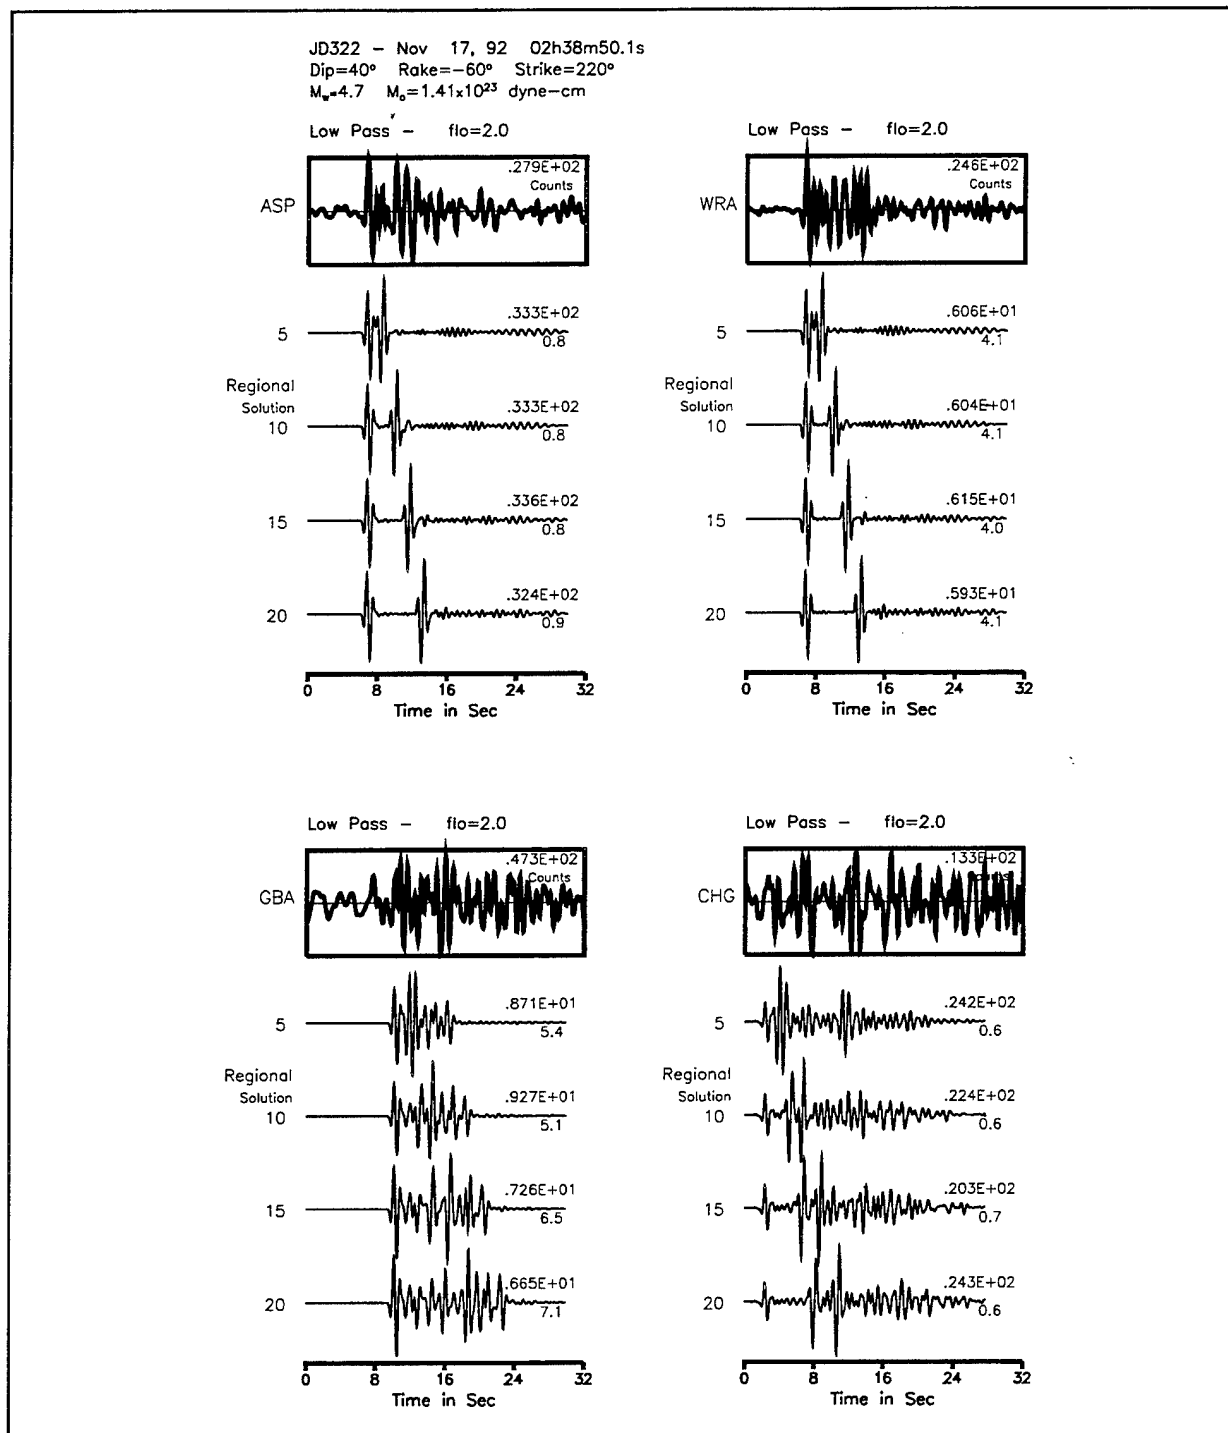 JD322 – Nov 17, 92 02h38m50.1s
Dip=40° Rake=−60° Strike=220°
Mw=4.7 Mo=1.41x10²³ dyne–cm
Low Pass – flo=2.0
ASP
.279E+02
Counts
5
.333E+02
0.8
Regional
Solution
10
.333E+02
0.8
15
.336E+02
0.8
20
.324E+02
0.9
0 8 16 24 32
Time in Sec
Low Pass – flo=2.0
WRA
.246E+02
Counts
5
.606E+01
4.1
Regional
Solution
10
.604E+01
4.1
15
.615E+01
4.0
20
.593E+01
4.1
0 8 16 24 32
Time in Sec
Low Pass – flo=2.0
GBA
.473E+02
Counts
5
.871E+01
5.4
Regional
Solution
10
.927E+01
5.1
15
.726E+01
6.5
20
.665E+01
7.1
0 8 16 24 32
Time in Sec
Low Pass – flo=2.0
CHG
.133E+02
Counts
5
.242E+02
0.6
Regional
Solution
10
.224E+02
0.6
15
.203E+02
0.7
20
.243E+02
0.6
0 8 16 24 32
Time in Sec